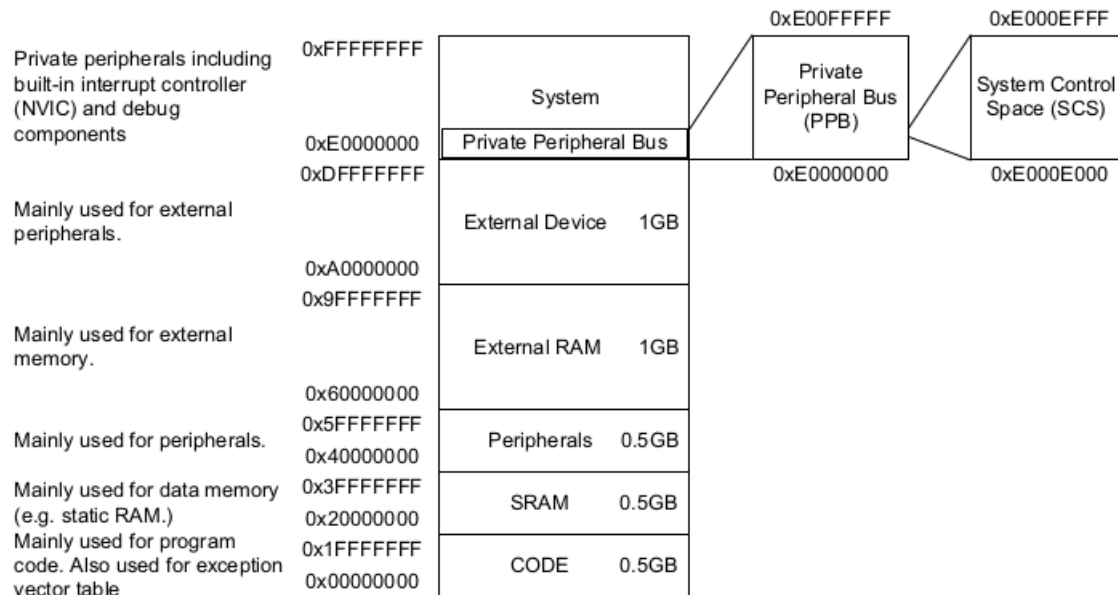 0xE00FFFFF
0xE000EFFF
Private peripherals including
built-in interrupt controller
(NVIC) and debug
components
0xFFFFFFFF
System
0xE0000000
Private Peripheral Bus
Private
Peripheral Bus
(PPB)
System Control
Space (SCS)
0xE0000000
0xE000E000
Mainly used for external
peripherals.
0xDFFFFFFF
External Device 1GB
0xA0000000
Mainly used for external
memory.
0x9FFFFFFF
External RAM 1GB
0x60000000
Mainly used for peripherals.
0x5FFFFFFF
Peripherals 0.5GB
0x40000000
Mainly used for data memory
(e.g. static RAM.)
0x3FFFFFFF
SRAM 0.5GB
0x20000000
Mainly used for program
code. Also used for exception
vector table
0x1FFFFFFF
CODE 0.5GB
0x00000000